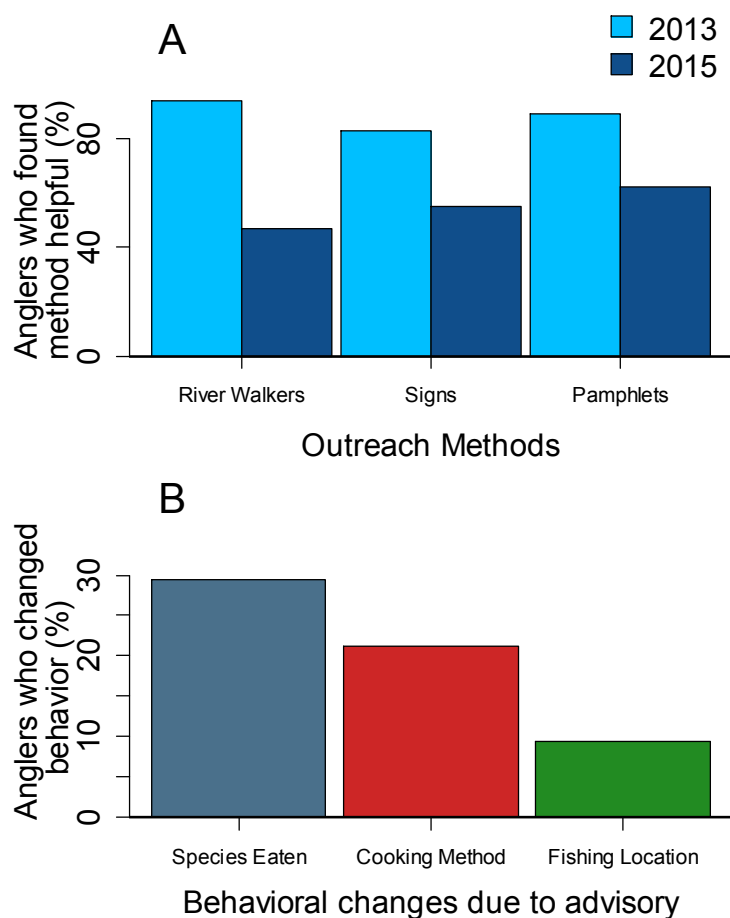 A
2013
2015
Anglers who found
method helpful (%)
80
40
0
River Walkers Signs Pamphlets
Outreach Methods
B
Anglers who changed
behavior (%)
30
20
10
0
Species Eaten Cooking Method Fishing Location
Behavioral changes due to advisory